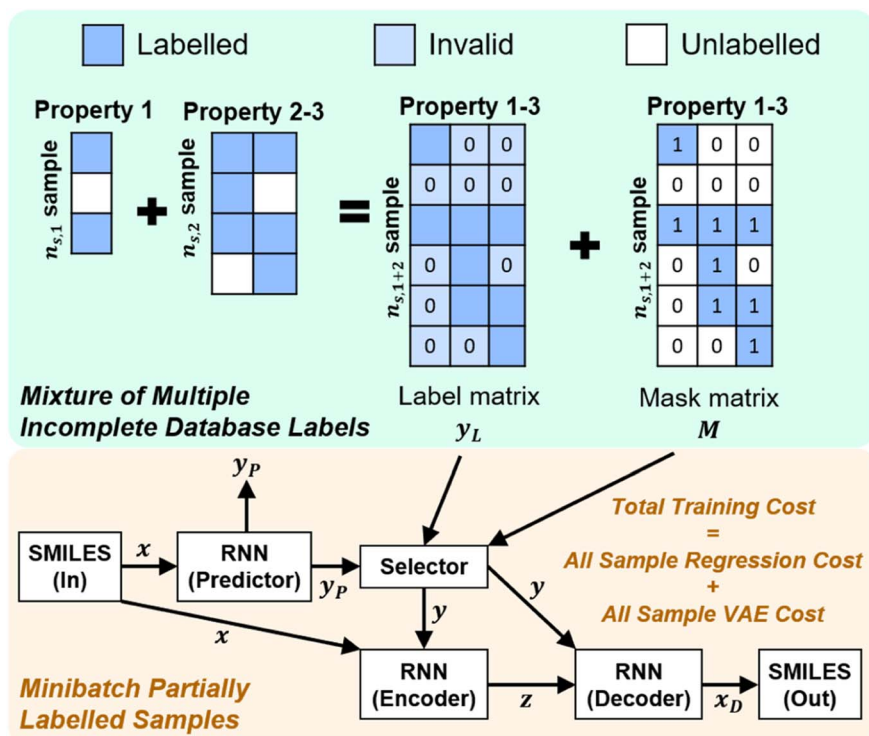 Labelled
Invalid
Unlabelled
Property 1
Property 2-3
Property 1-3
Property 1-3
n_{s,1} sample
n_{s,2} sample
n_{s,1+2} sample
n_{s,1+2} sample
+
=
+
0 0
0 0 0
0 0
0
0 0
1 0 0
0 0 0
1 1 1
0 1 0
0 1 1
0 0 1
Mixture of Multiple
Incomplete Database Labels
Label matrix
y_L
Mask matrix
M
y_P
SMILES
(In)
x
RNN
(Predictor)
y_P
Selector
x
y
y
Total Training Cost
=
All Sample Regression Cost
+
All Sample VAE Cost
RNN
(Encoder)
z
RNN
(Decoder)
x_D
SMILES
(Out)
Minibatch Partially
Labelled Samples